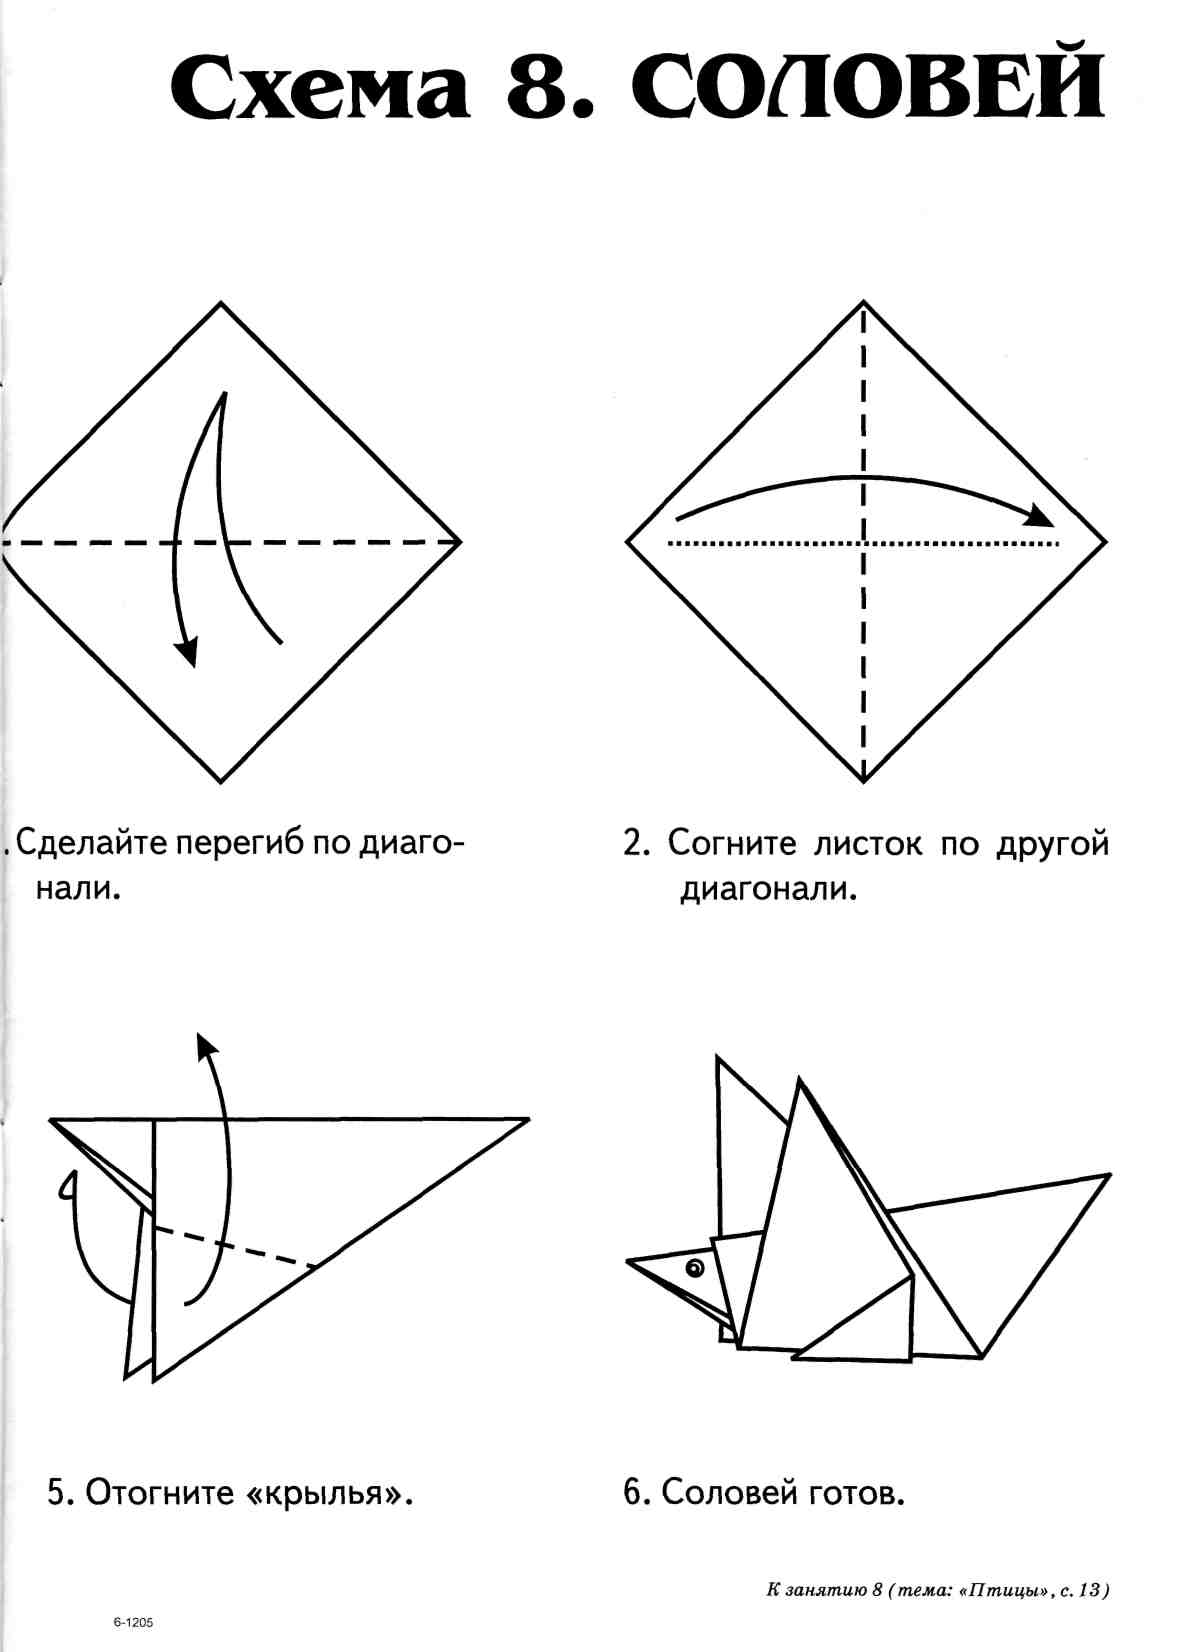 Схема 8. СОЛОВЕЙ
. Сделайте перегиб по диаго-
нали.
2. Согните листок по другой
диагонали.
5. Отогните «крылья».
6. Соловей готов.
К занятию 8 (тема: «Птицы», с. 13)
6-1205